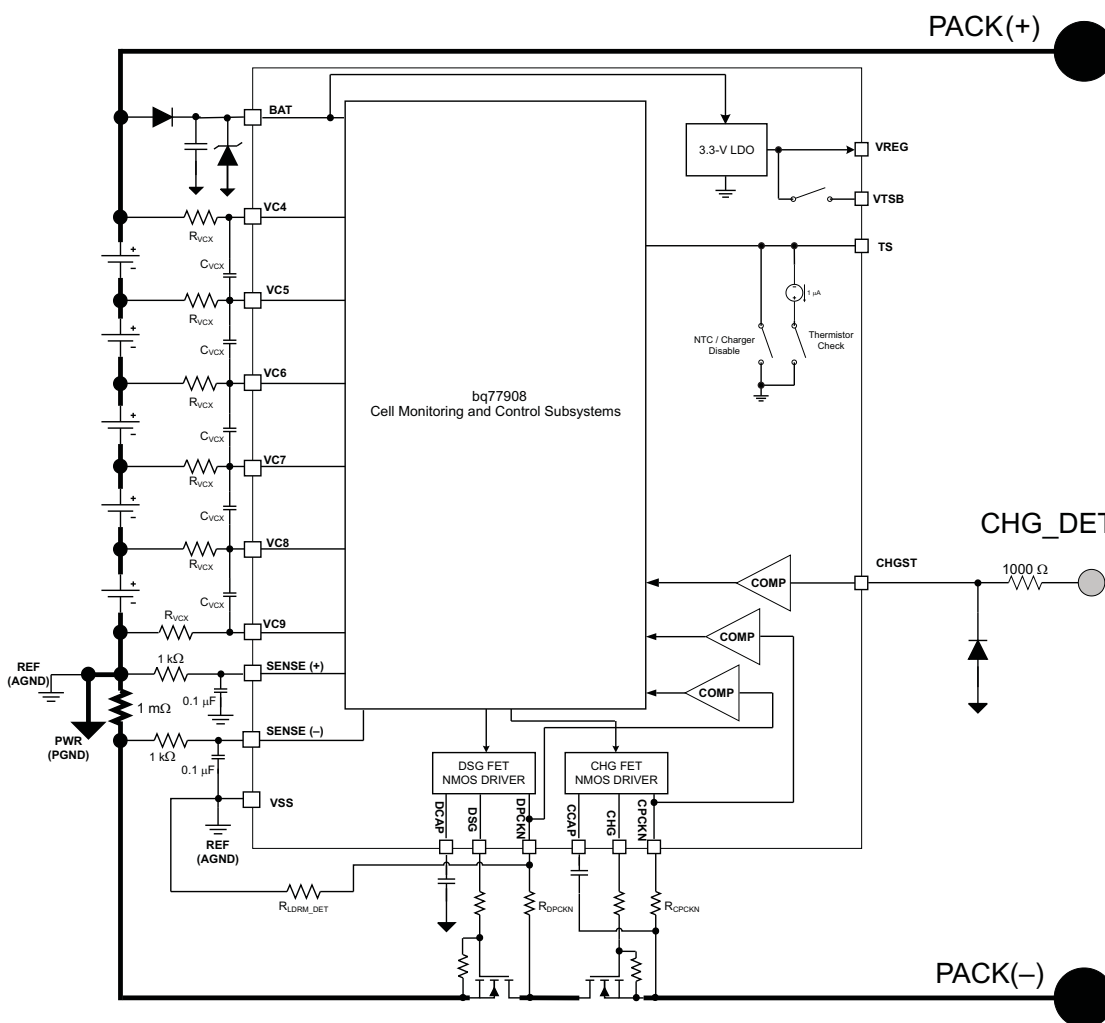 PACK(+)
BAT
3.3-V LDO
VREG
VTSB
VC4
RVCX
TS
+
–
CVCX
1 µA
VC5
RVCX
+
–
CVCX
NTC / Charger
Disable
Thermistor
Check
VC6
RVCX
bq77908
Cell Monitoring and Control Subsystems
+
–
CVCX
VC7
RVCX
+
–
CVCX
CHG_DET
VC8
RVCX
COMP
CHGST
1000 Ω
+
–
CVCX
RVCX
VC9
COMP
REF
(AGND)
1 kΩ
SENSE (+)
COMP
0.1 µF
1 mΩ
PWR
(PGND)
1 kΩ
SENSE (–)
0.1 µF
DSG FET
NMOS DRIVER
CHG FET
NMOS DRIVER
VSS
DCAP
DSG
DPCKN
CCAP
CHG
CPCKN
REF
(AGND)
RLDRM_DET
RDPCKN
RCPCKN
PACK(–)